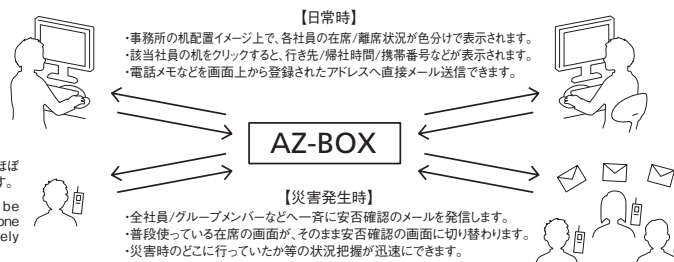 【日常時】
・事務所の机配置イメージ上で、各社員の在席/離席状況が色分けで表示されます。
・該当社員の机をクリックすると、行き先/帰社時間/携帯番号などが表示されます。
・電話メモなどを画面上から登録されたアドレスへ直接メール送信できます。
AZ-BOX
ほぼ
す。
be
one
ely
【災害発生時】
・全社員/グループメンバーなどへ一斉に安否確認のメールを発信します。
・普段使っている在席の画面が、そのまま安否確認の画面に切り替わります。
・災害時のどこに行っていたか等の状況把握が迅速にできます。